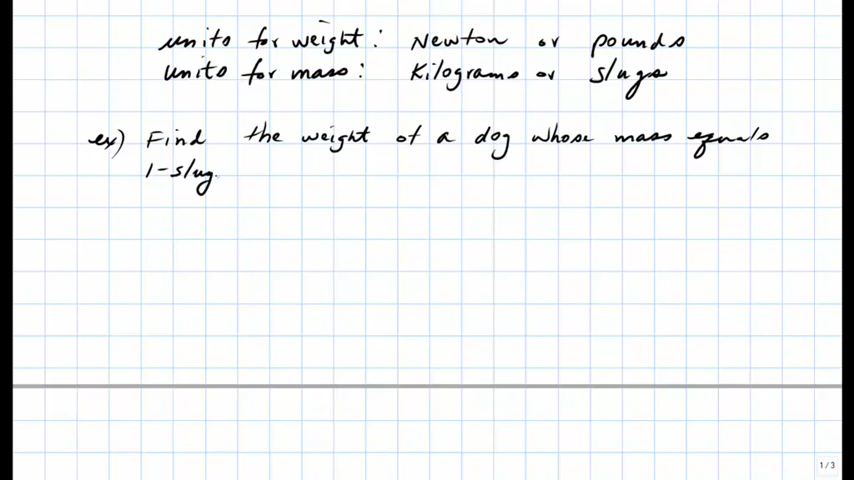 units for weight: Newton or pounds
units for mass: Kilograms or slugs
ex) Find the weight of a dog whose mass equals
1-slug.
1/3